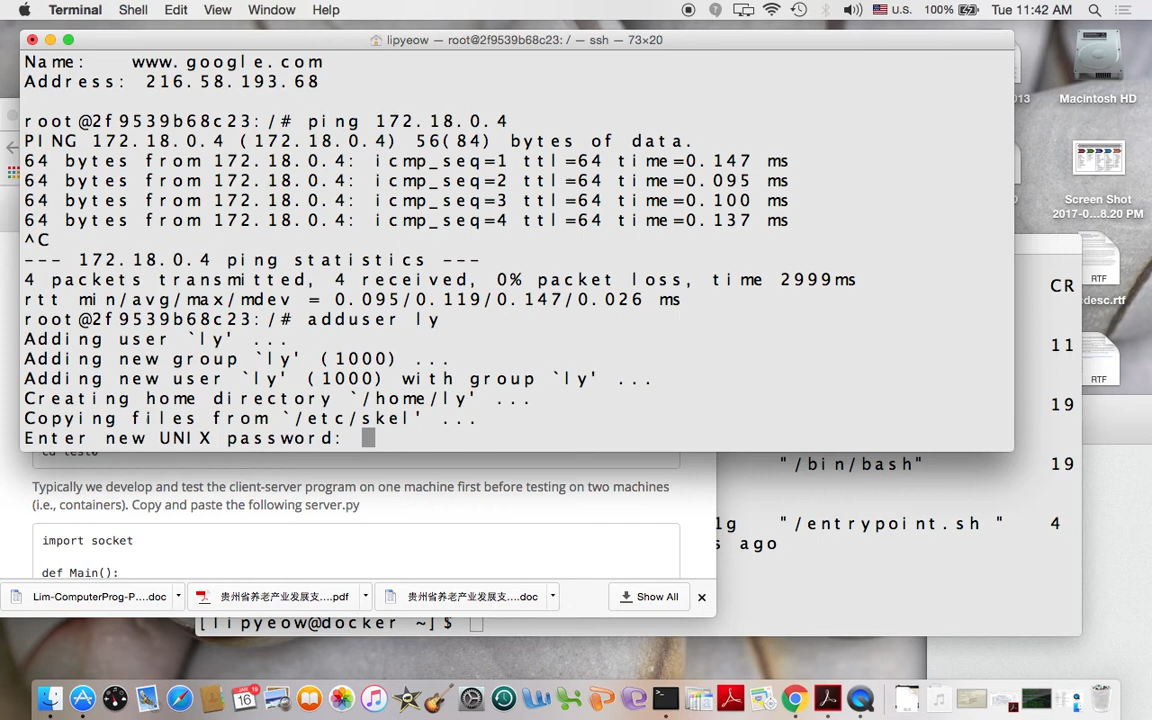 Terminal Shell Edit View Window Help
U.S. 100% Tue 11:42 AM
lipyeow — root@2f9539b68c23: / — ssh — 73×20
Name: www.google.com
Address: 216.58.193.68
root@2f9539b68c23:/# ping 172.18.0.4
PING 172.18.0.4 (172.18.0.4) 56(84) bytes of data.
64 bytes from 172.18.0.4: icmp_seq=1 ttl=64 time=0.147 ms
64 bytes from 172.18.0.4: icmp_seq=2 ttl=64 time=0.095 ms
64 bytes from 172.18.0.4: icmp_seq=3 ttl=64 time=0.100 ms
64 bytes from 172.18.0.4: icmp_seq=4 ttl=64 time=0.137 ms
^C
--- 172.18.0.4 ping statistics ---
4 packets transmitted, 4 received, 0% packet loss, time 2999ms
rtt min/avg/max/mdev = 0.095/0.119/0.147/0.026 ms
root@2f9539b68c23:/# adduser ly
Adding user `ly' ...
Adding new group `ly' (1000) ...
Adding new user `ly' (1000) with group `ly' ...
Creating home directory `/home/ly' ...
Copying files from `/etc/skel' ...
Enter new UNIX password:
Macintosh HD
013
Screen Shot
2017-0...8.20 PM
RTF
CR
desc.rtf
11
RTF
19
"/bin/bash" 19
1g "/entrypoint.sh " 4
s ago
Typically we develop and test the client-server program on one machine first before testing on two machines
(i.e., containers). Copy and paste the following server.py
import socket
def Main():
Lim-ComputerProg-P....doc
贵州省养老产业发展支....pdf
贵州省养老产业发展支....doc
Show All
[lipyeow@docker ~]$
JAN 16